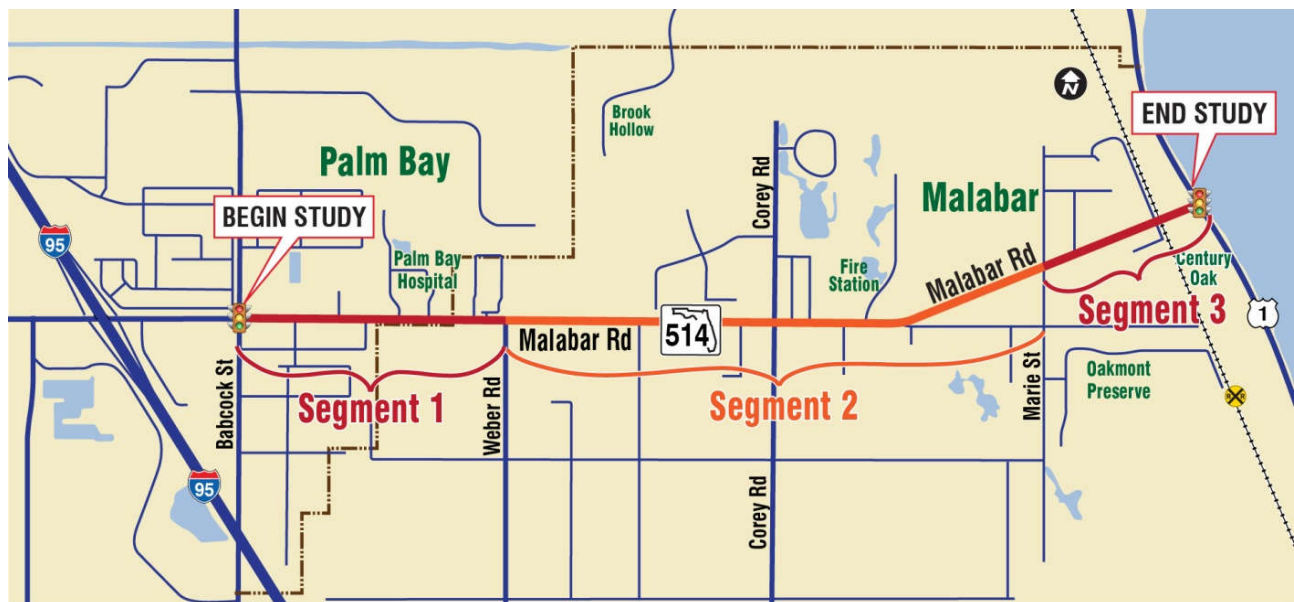 Brook
Hollow
N
END STUDY
Palm Bay
Corey Rd
Malabar
BEGIN STUDY
95
Palm Bay
Hospital
Fire
Station
Malabar Rd
Century
Oak
Segment 3
1
Malabar Rd
514
Babcock St
Segment 1
Weber Rd
Segment 2
Marie St
Oakmont
Preserve
R R
95
Corey Rd